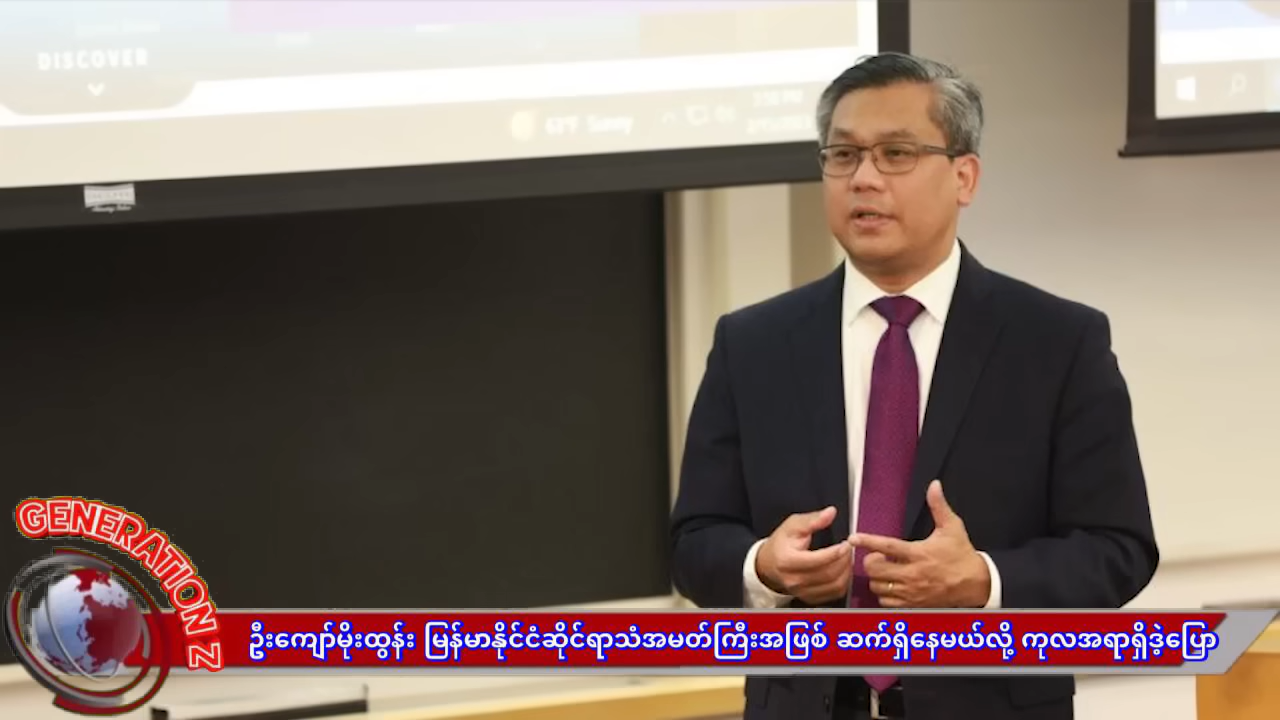 DISCOVER
63°F Sunny
GENERATION Z
ဦးကျော်မိုးထွန်း မြန်မာနိုင်ငံဆိုင်ရာသံအမတ်ကြီးအဖြစ် ဆက်ရှိနေမယ်လို့ ကုလအရာရှိဒဲ့ပြော